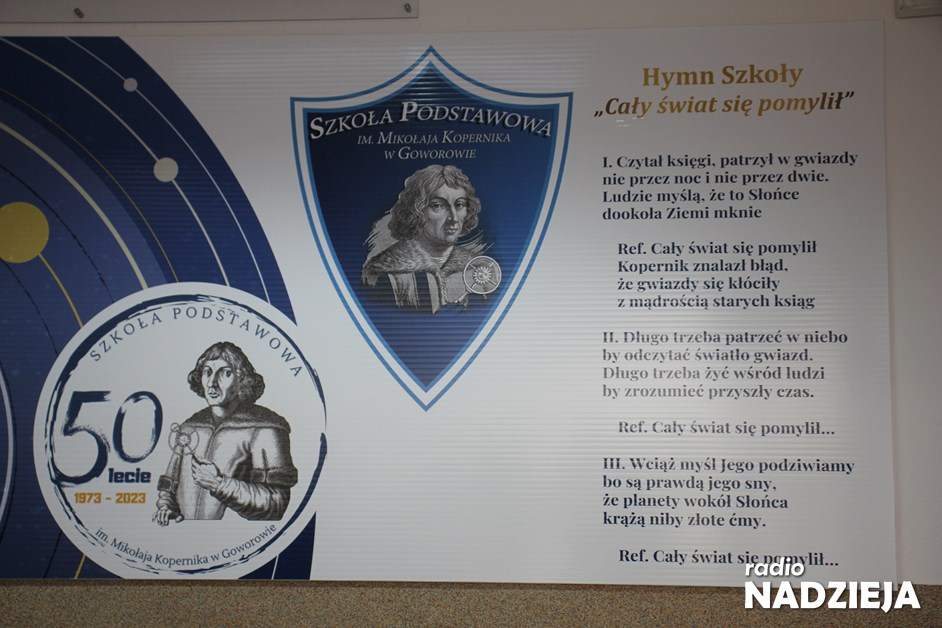 SZKOŁA PODSTAWOWA
IM. MIKOŁAJA KOPERNIKA
W GOWOROWIE
SZKOŁA PODSTAWOWA
50
lecie
1973 - 2023
im. Mikołaja Kopernika w Goworowie
Hymn Szkoły
„Cały świat się pomylił”
I. Czytał księgi, patrzył w gwiazdy
nie przez noc i nie przez dwie.
Ludzie myślą, że to Słońce
dookoła Ziemi mknie
Ref. Cały świat się pomylił
Kopernik znalazł błąd,
że gwiazdy się kłóciły
z mądrością starych ksiąg
II. Długo trzeba patrzeć w niebo
by odczytać światło gwiazd.
Długo trzeba żyć wśród ludzi
by zrozumieć przyszły czas.
Ref. Cały świat się pomylił...
III. Wciąż myśl Jego podziwiamy
bo są prawdą jego sny,
że planety wokół Słońca
krążą niby złote ćmy.
Ref. Cały świat się pomylił...
radio
NADZIEJA